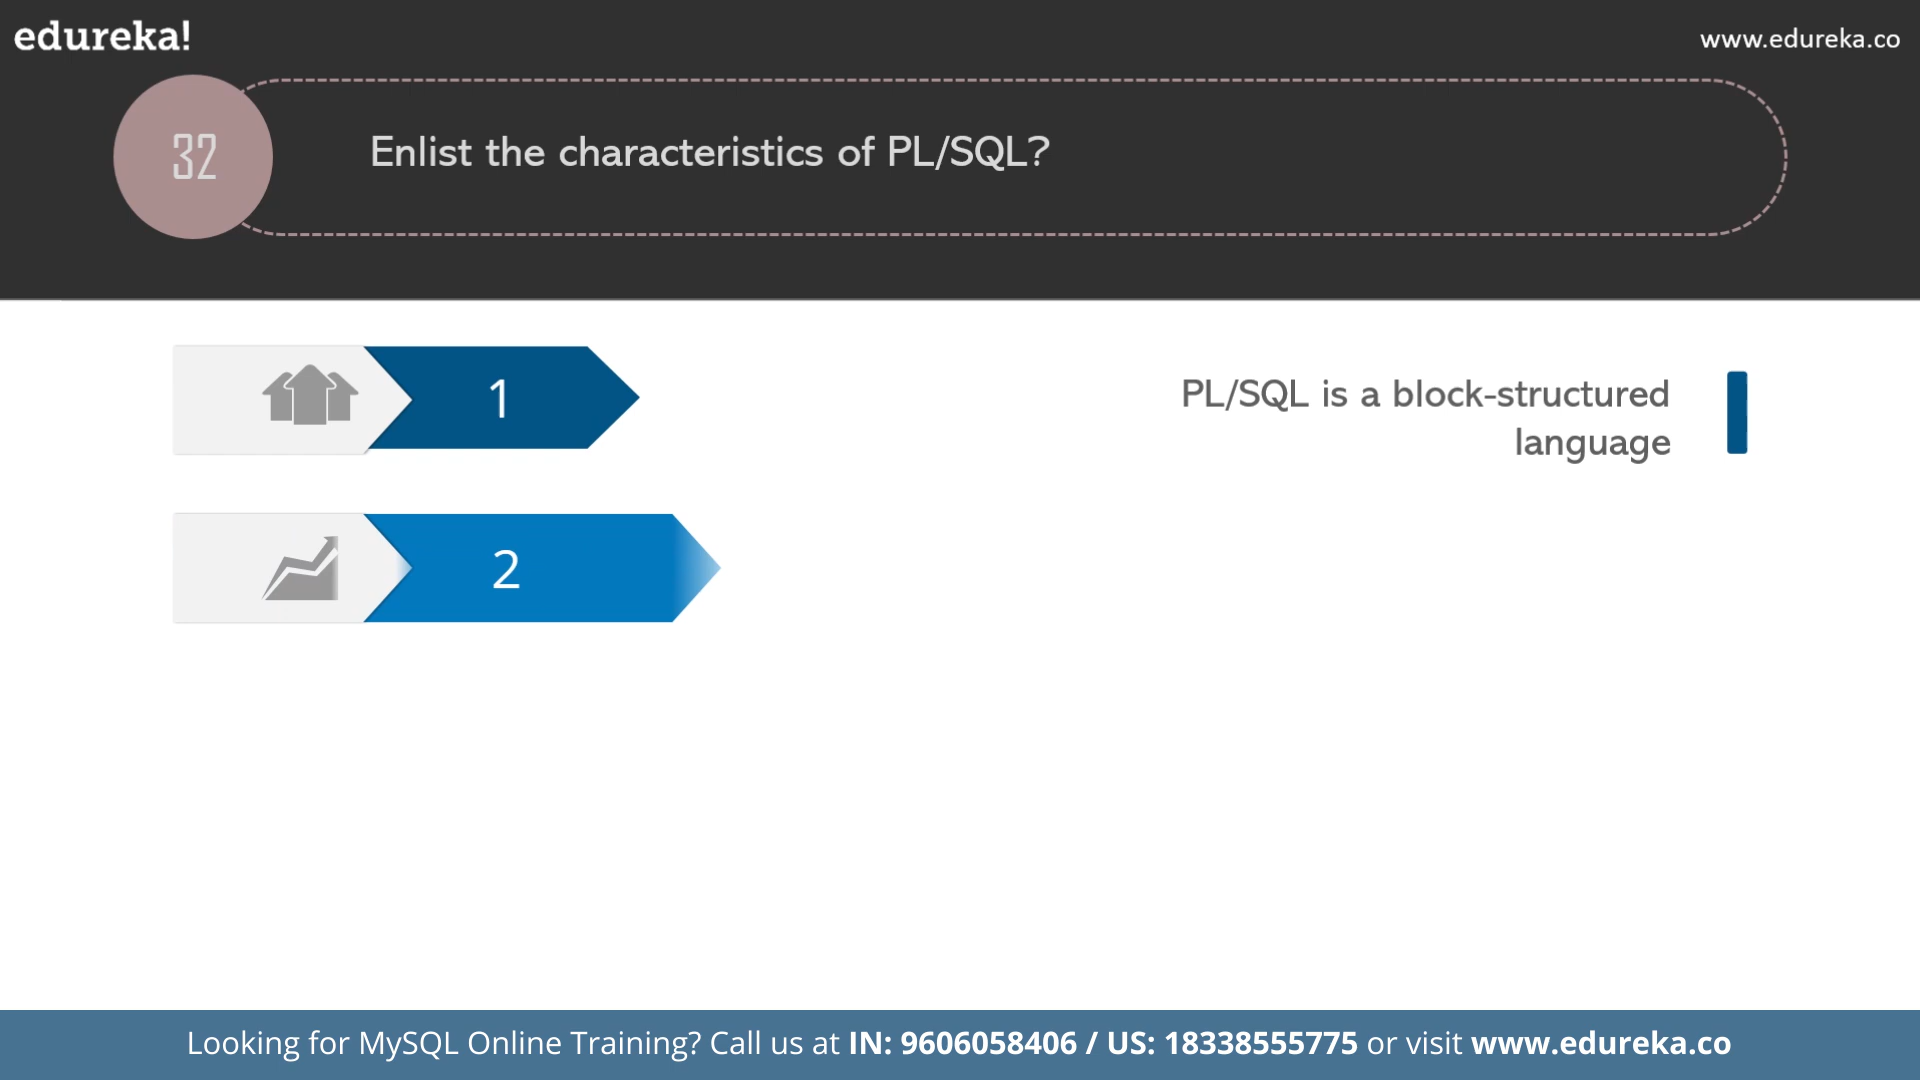 edureka!
www.edureka.co
32
Enlist the characteristics of PL/SQL?
1
PL/SQL is a block-structured
language
2
Looking for MySQL Online Training? Call us at IN: 9606058406 / US: 18338555775 or visit www.edureka.co